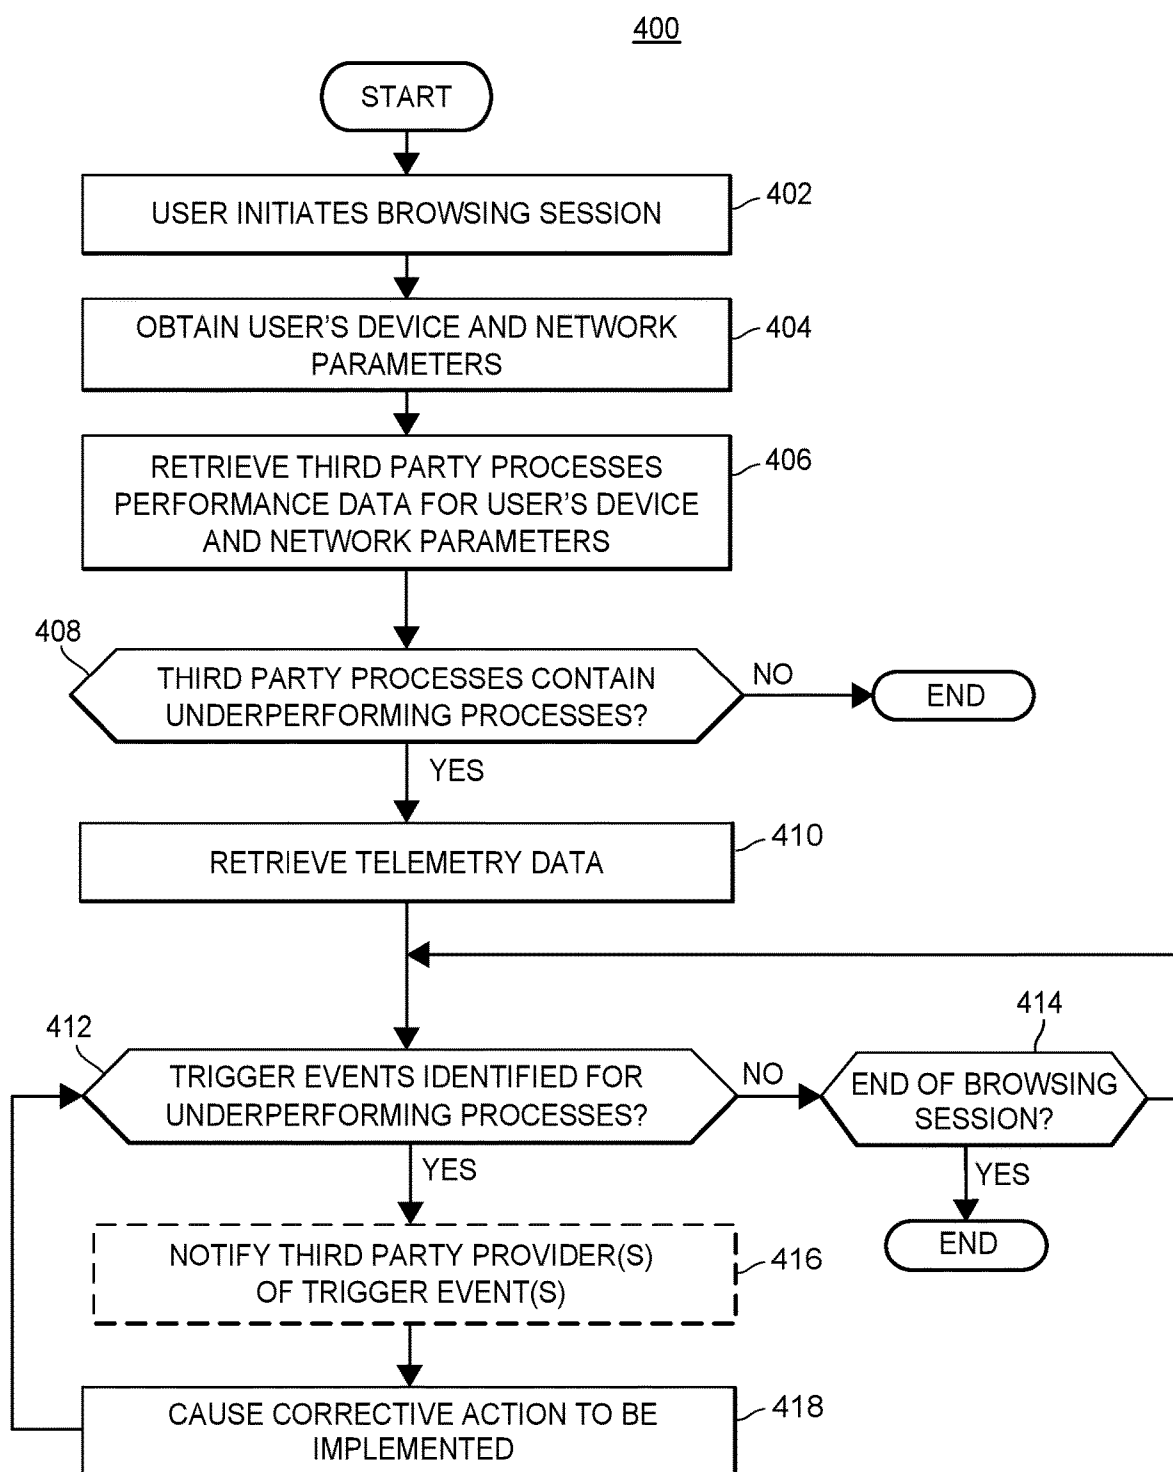 400
START
USER INITIATES BROWSING SESSION
402
OBTAIN USER'S DEVICE AND NETWORK
PARAMETERS
404
RETRIEVE THIRD PARTY PROCESSES
PERFORMANCE DATA FOR USER'S DEVICE
AND NETWORK PARAMETERS
406
408
THIRD PARTY PROCESSES CONTAIN
UNDERPERFORMING PROCESSES?
NO
END
YES
RETRIEVE TELEMETRY DATA
410
412
TRIGGER EVENTS IDENTIFIED FOR
UNDERPERFORMING PROCESSES?
NO
414
END OF BROWSING
SESSION?
YES
END
YES
NOTIFY THIRD PARTY PROVIDER(S)
OF TRIGGER EVENT(S)
416
CAUSE CORRECTIVE ACTION TO BE
IMPLEMENTED
418